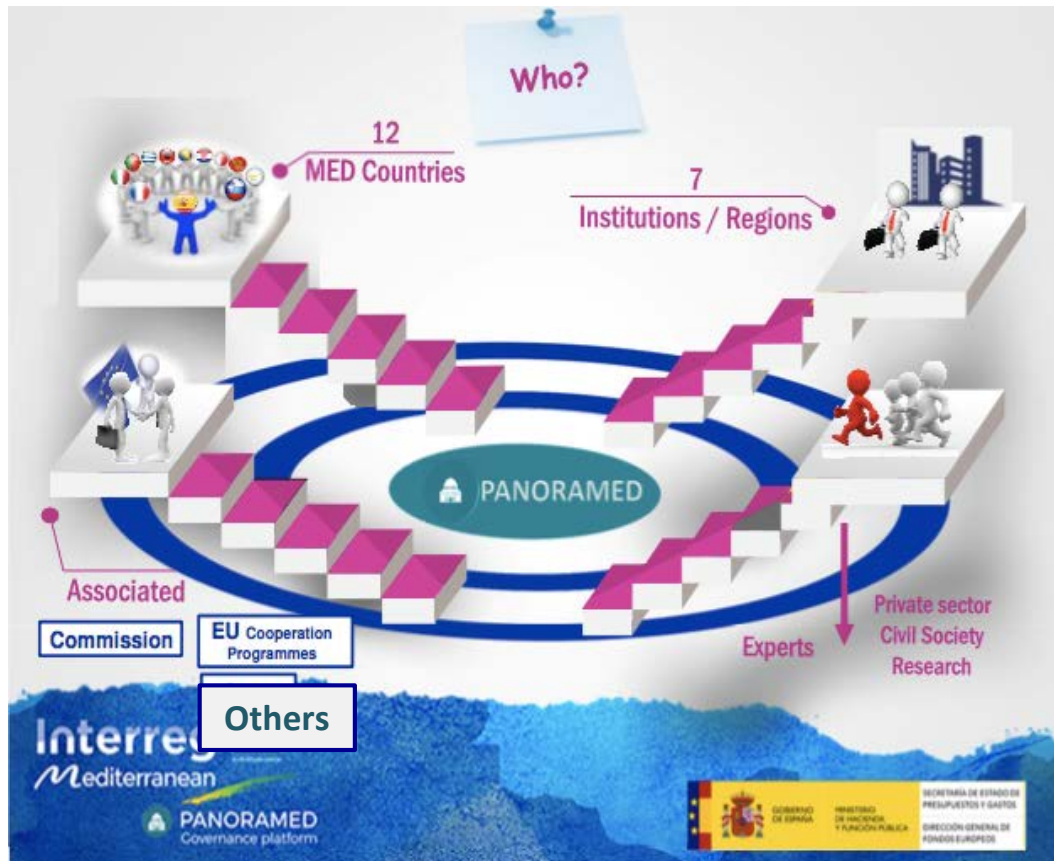 Who?
12
MED Countries
7
Institutions / Regions
PANORAMED
Associated
Commission
EU Cooperation
Programmes
Others
Experts
Private sector
Civil Society
Research
Interreg
Mediterranean
PANORAMED
Governance platform
GOBIERNO
DE ESPAÑA
MINISTERIO
DE HACIENDA
Y FUNCIÓN PÚBLICA
SECRETARÍA DE ESTADO DE
PRESUPUESTOS Y GASTOS
DIRECCIÓN GENERAL DE
FONDOS EUROPEOS